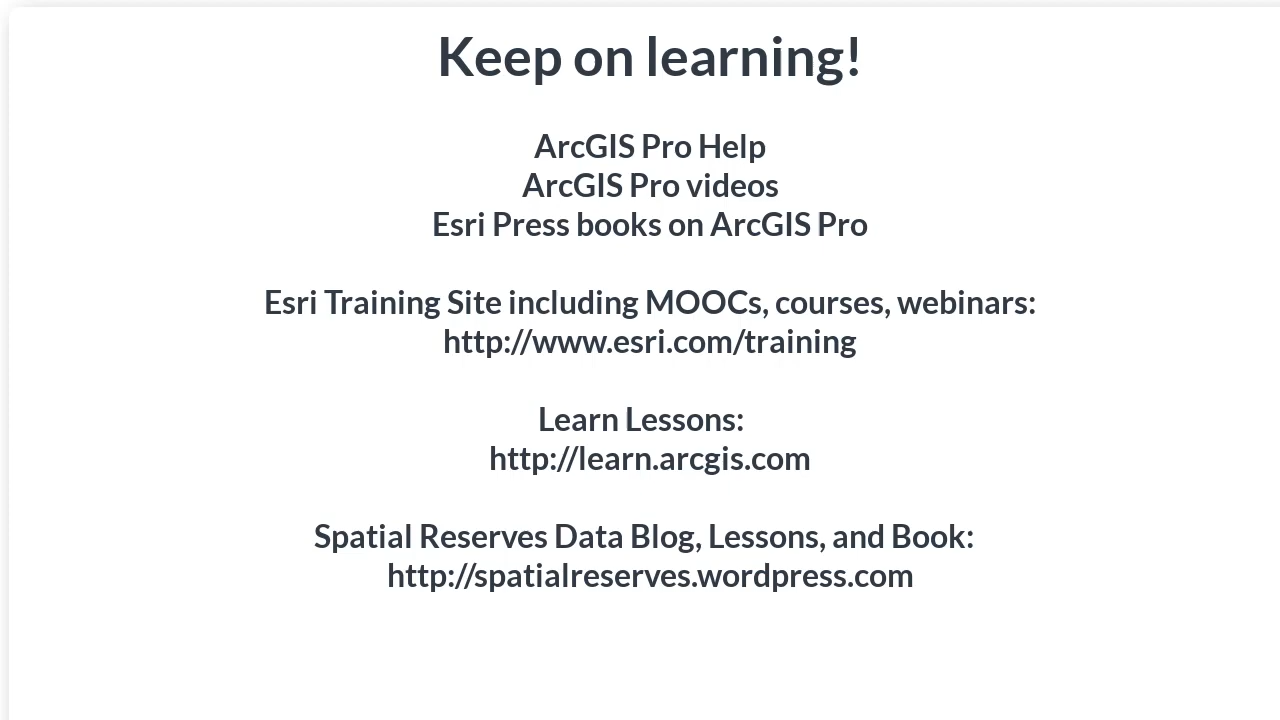 Keep on learning!
ArcGIS Pro Help
ArcGIS Pro videos
Esri Press books on ArcGIS Pro
Esri Training Site including MOOCs, courses, webinars:
http://www.esri.com/training
Learn Lessons:
http://learn.arcgis.com
Spatial Reserves Data Blog, Lessons, and Book:
http://spatialreserves.wordpress.com